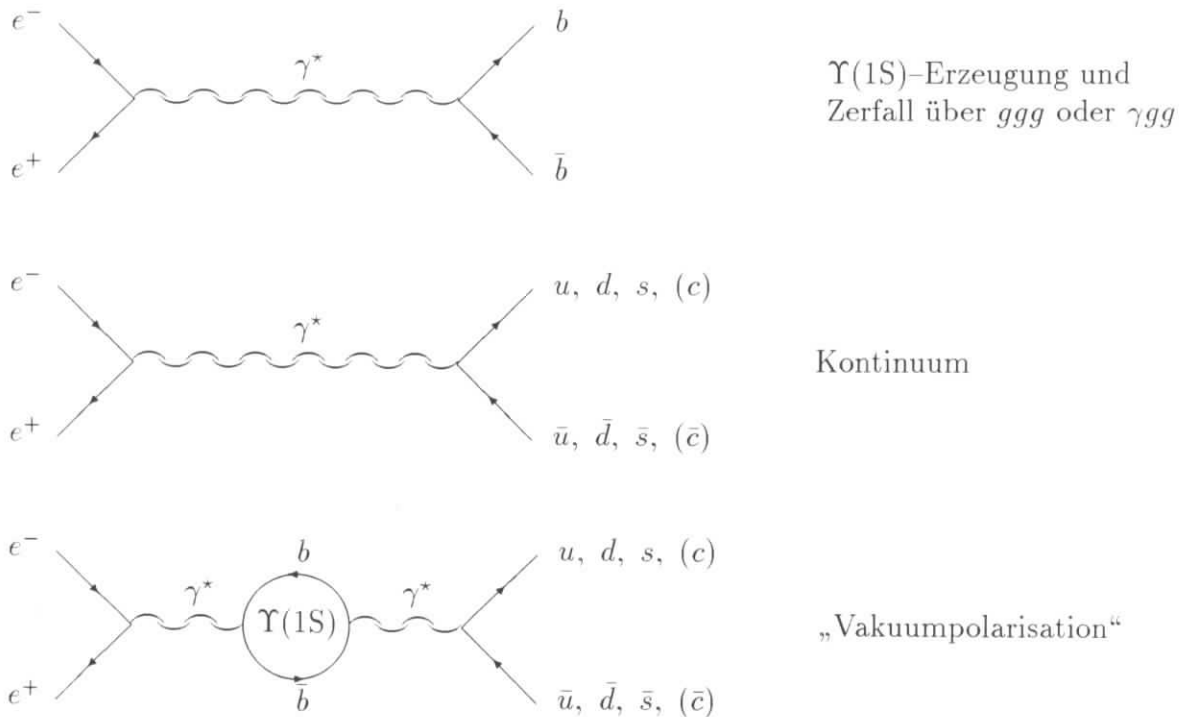 e⁻
b
γ*
ϒ(1S)–Erzeugung und
Zerfall über ggg oder γgg
e⁺
b̄
e⁻
u, d, s, (c)
γ*
Kontinuum
e⁺
ū, d̄, s̄, (c̄)
e⁻
b
u, d, s, (c)
γ*
γ*
ϒ(1S)
„Vakuumpolarisation“
e⁺
b̄
ū, d̄, s̄, (c̄)